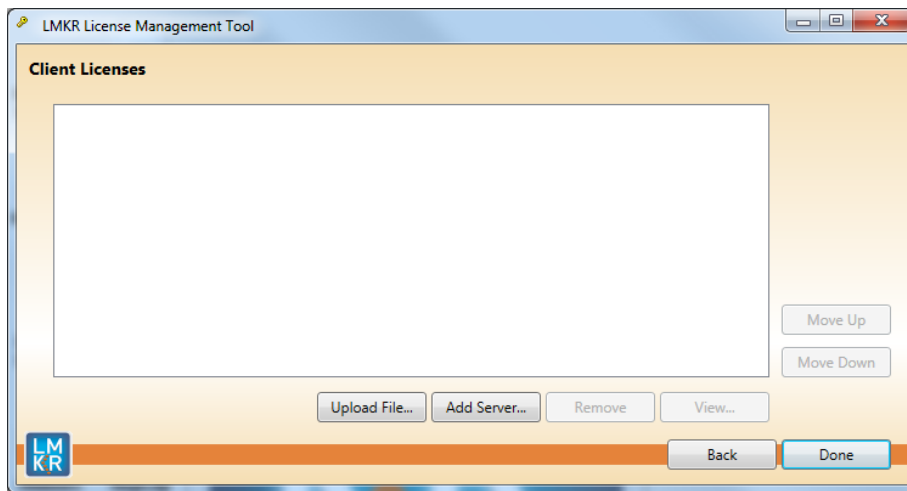 LMKR License Management Tool
Client Licenses
Move Up
Move Down
Upload File... Add Server... Remove View...
LM
KR
Back Done